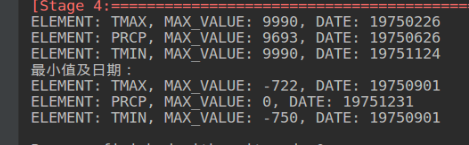 [Stage 4:==========================================
ELEMENT: TMAX, MAX_VALUE: 9990, DATE: 19750226
ELEMENT: PRCP, MAX_VALUE: 9693, DATE: 19750626
ELEMENT: TMIN, MAX_VALUE: 9990, DATE: 19751124
最小值及日期：
ELEMENT: TMAX, MAX_VALUE: -722, DATE: 19750901
ELEMENT: PRCP, MAX_VALUE: 0, DATE: 19751231
ELEMENT: TMIN, MAX_VALUE: -750, DATE: 19750901